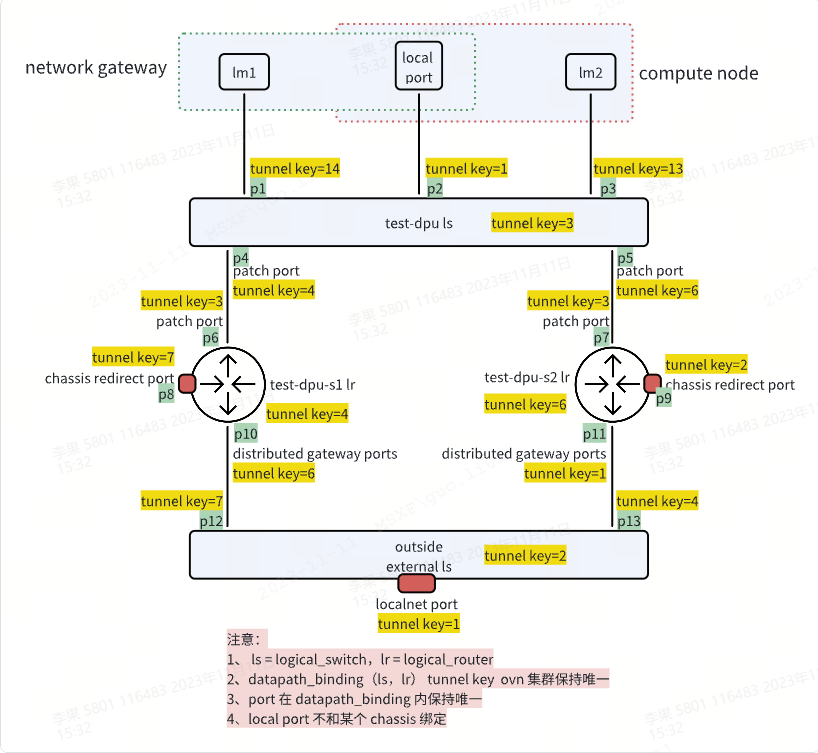 network gateway
lm1
local
port
lm2
compute node
tunnel key=14
tunnel key=1
tunnel key=13
p1
p2
p3
test-dpu ls
tunnel key=3
p4
p5
patch port
patch port
tunnel key=4
tunnel key=6
tunnel key=3
tunnel key=3
patch port
patch port
p6
p7
tunnel key=7
tunnel key=2
chassis redirect port
test-dpu-s1 lr
test-dpu-s2 lr
chassis redirect port
p8
p9
tunnel key=4
tunnel key=6
p10
p11
distributed gateway ports
distributed gateway ports
tunnel key=6
tunnel key=1
tunnel key=7
tunnel key=4
p12
p13
outside
external ls
tunnel key=2
localnet port
tunnel key=1
注意：
1、 ls = logical_switch，lr = logical_router
2、datapath_binding（ls，lr） tunnel key ovn 集群保持唯一
3、port 在 datapath_binding 内保持唯一
4、local port 不和某个 chassis 绑定
李果 5801 116483 2023年11月11日
15:32